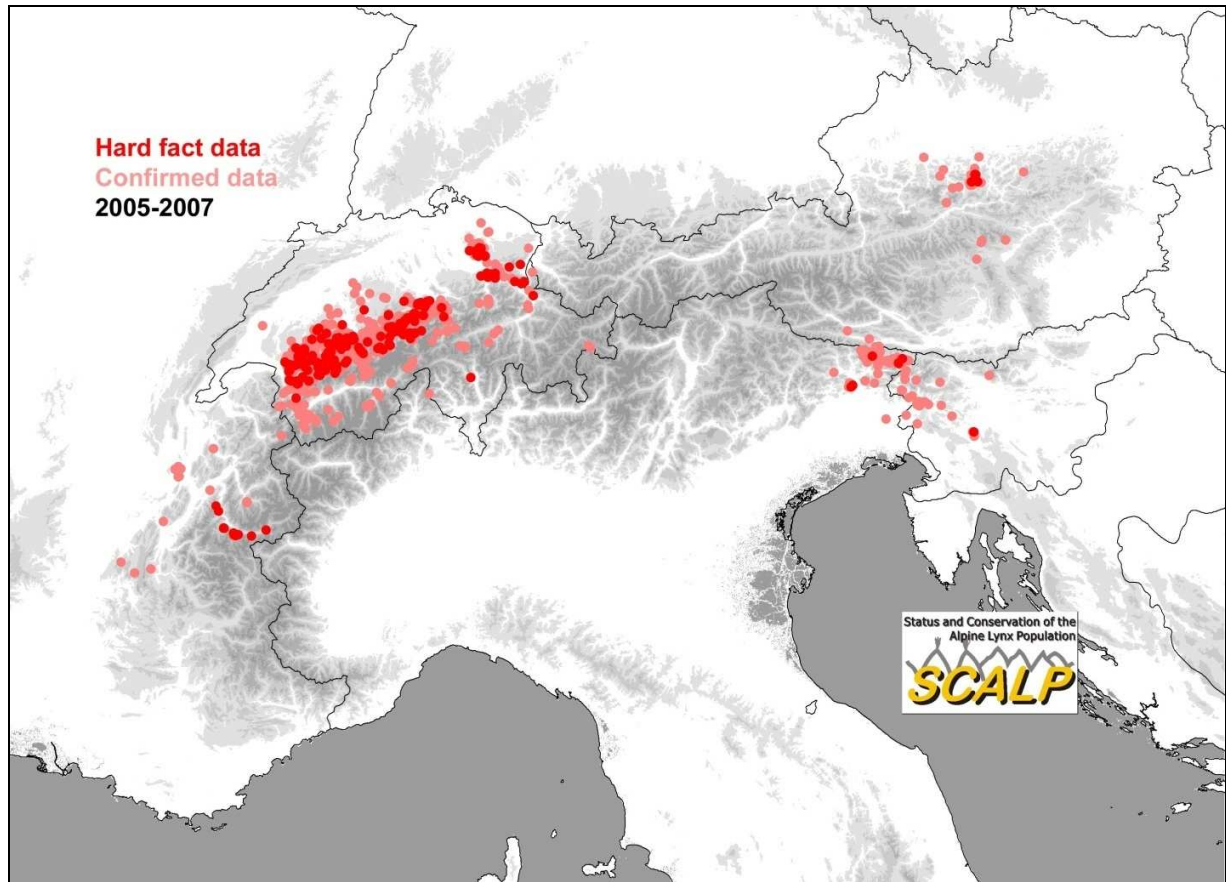 Hard fact data
Confirmed data
2005-2007
Status and Conservation of the
Alpine Lynx Population
SCALP